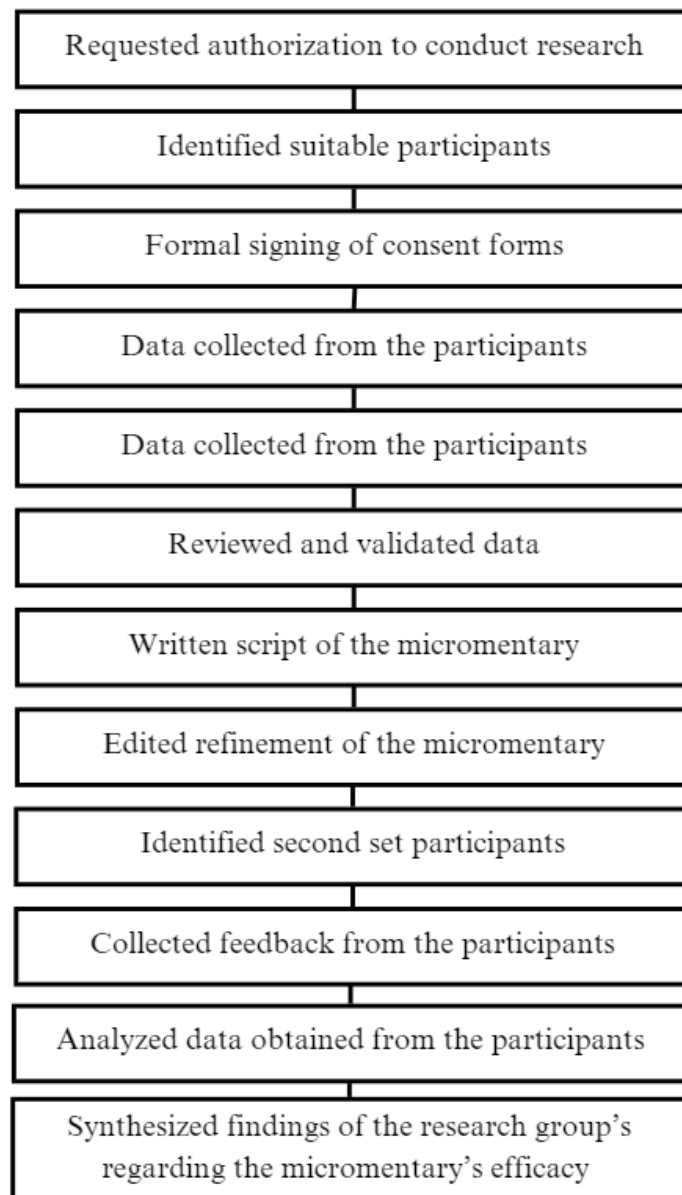 Requested authorization to conduct research
Identified suitable participants
Formal signing of consent forms
Data collected from the participants
Data collected from the participants
Reviewed and validated data
Written script of the micromentary
Edited refinement of the micromentary
Identified second set participants
Collected feedback from the participants
Analyzed data obtained from the participants
Synthesized findings of the research group's
regarding the micromentary's efficacy